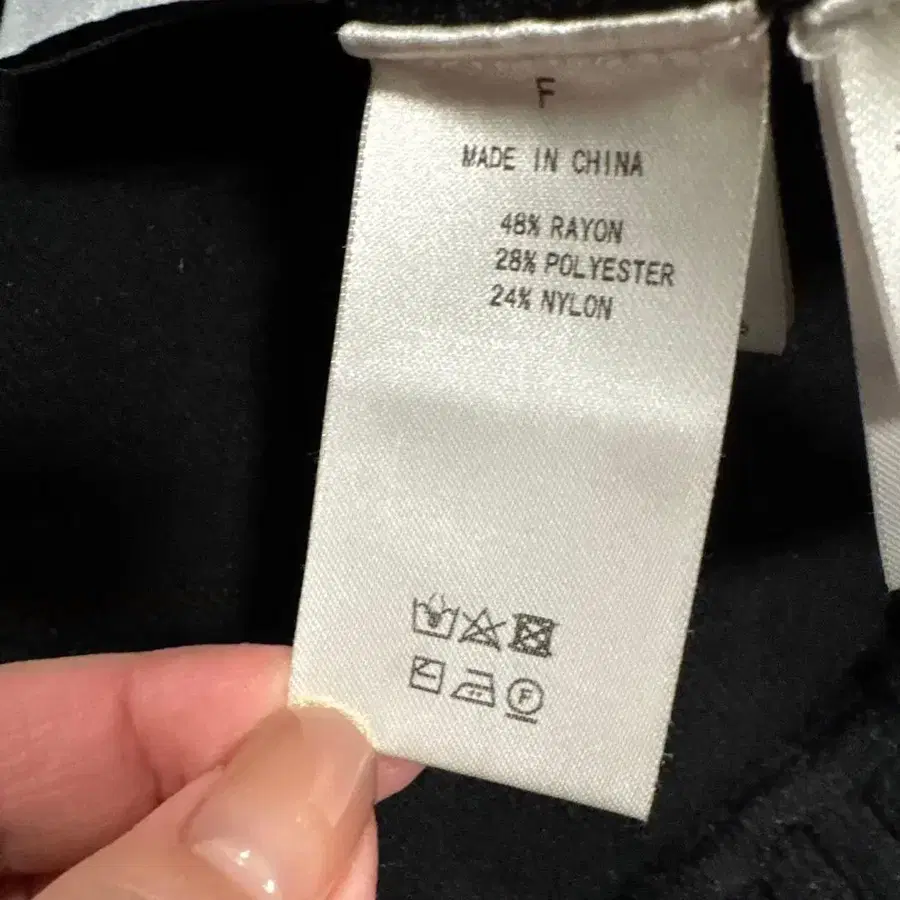 F
MADE IN CHINA
48% RAYON
28% POLYESTER
24% NYLON
F